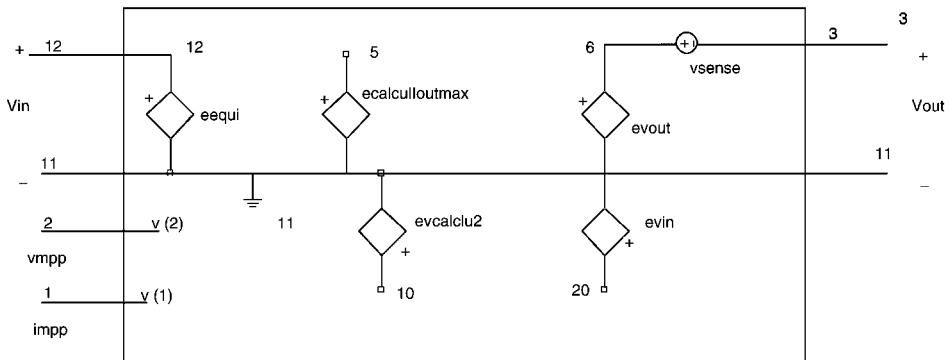 3
+ 12 12 5 6 3
+
vsense
+ + ecalculloutmax +
Vin eequi Vout
evout
11 11
− −
2 v (2) 11 evcalclu2 evin
+ +
vmpp
1 v (1) 10 20
impp